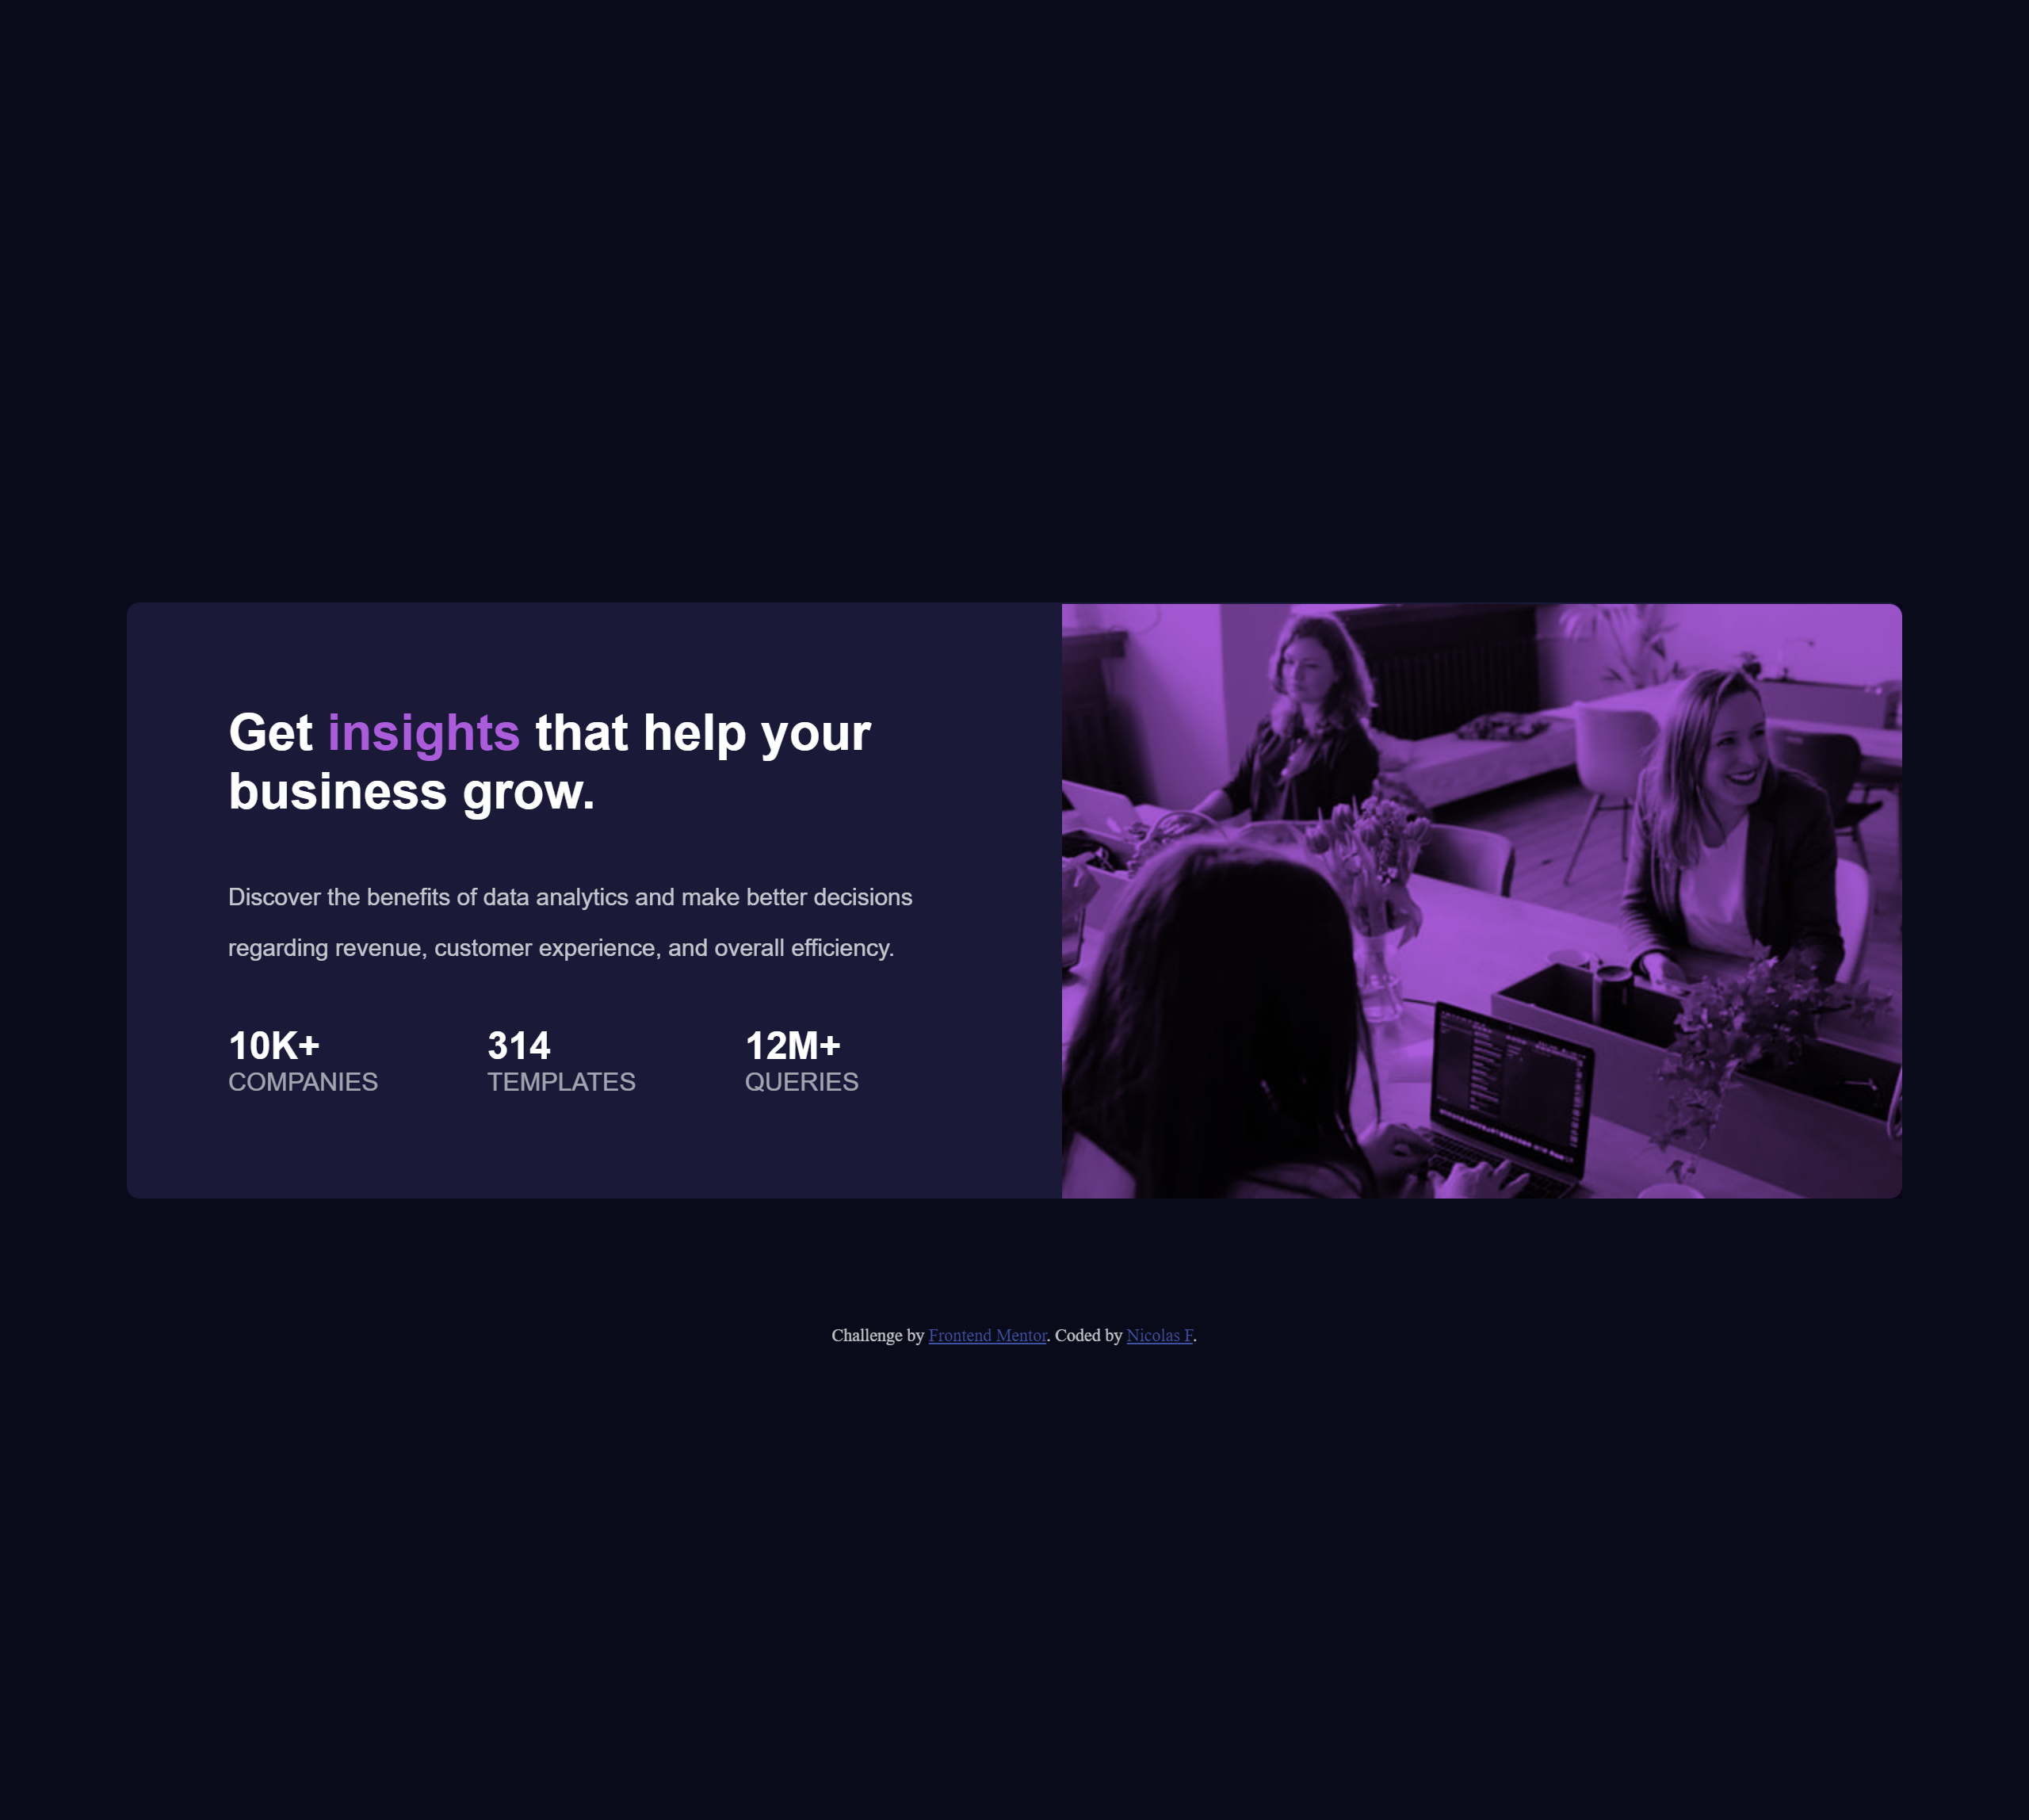 Get insights that help your
business grow.
Discover the benefits of data analytics and make better decisions
regarding revenue, customer experience, and overall efficiency.
10K+ 314 12M+
COMPANIES TEMPLATES QUERIES
Challenge by Frontend Mentor. Coded by Nicolas F.